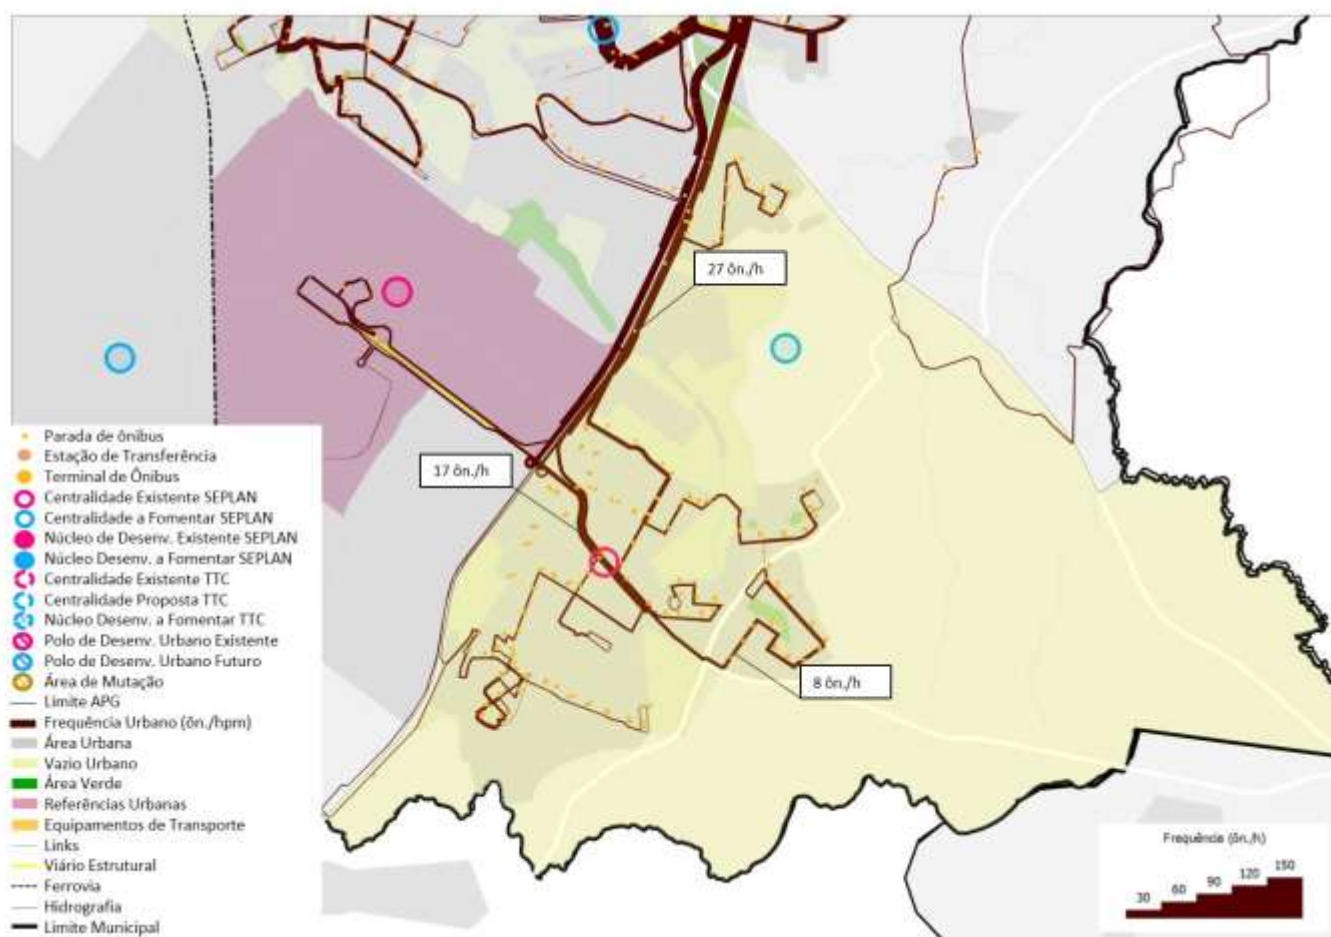 27 ôn./h
17 ôn./h
8 ôn./h
Parada de ônibus
Estação de Transferência
Terminal de Ônibus
Centralidade Existente SEPLAN
Centralidade a Fomentar SEPLAN
Núcleo de Desenv. Existente SEPLAN
Núcleo Desenv. a Fomentar SEPLAN
Centralidade Existente TTC
Centralidade Proposta TTC
Núcleo Desenv. a Fomentar TTC
Polo de Desenv. Urbano Existente
Polo de Desenv. Urbano Futuro
Área de Mutação
Limite APG
Frequência Urbano (ôn./hpm)
Área Urbana
Vazio Urbano
Área Verde
Referências Urbanas
Equipamentos de Transporte
Links
Viário Estrutural
Ferrovia
Hidrografia
Limite Municipal
Frequência (ôn./h)
30 60 90 120 150